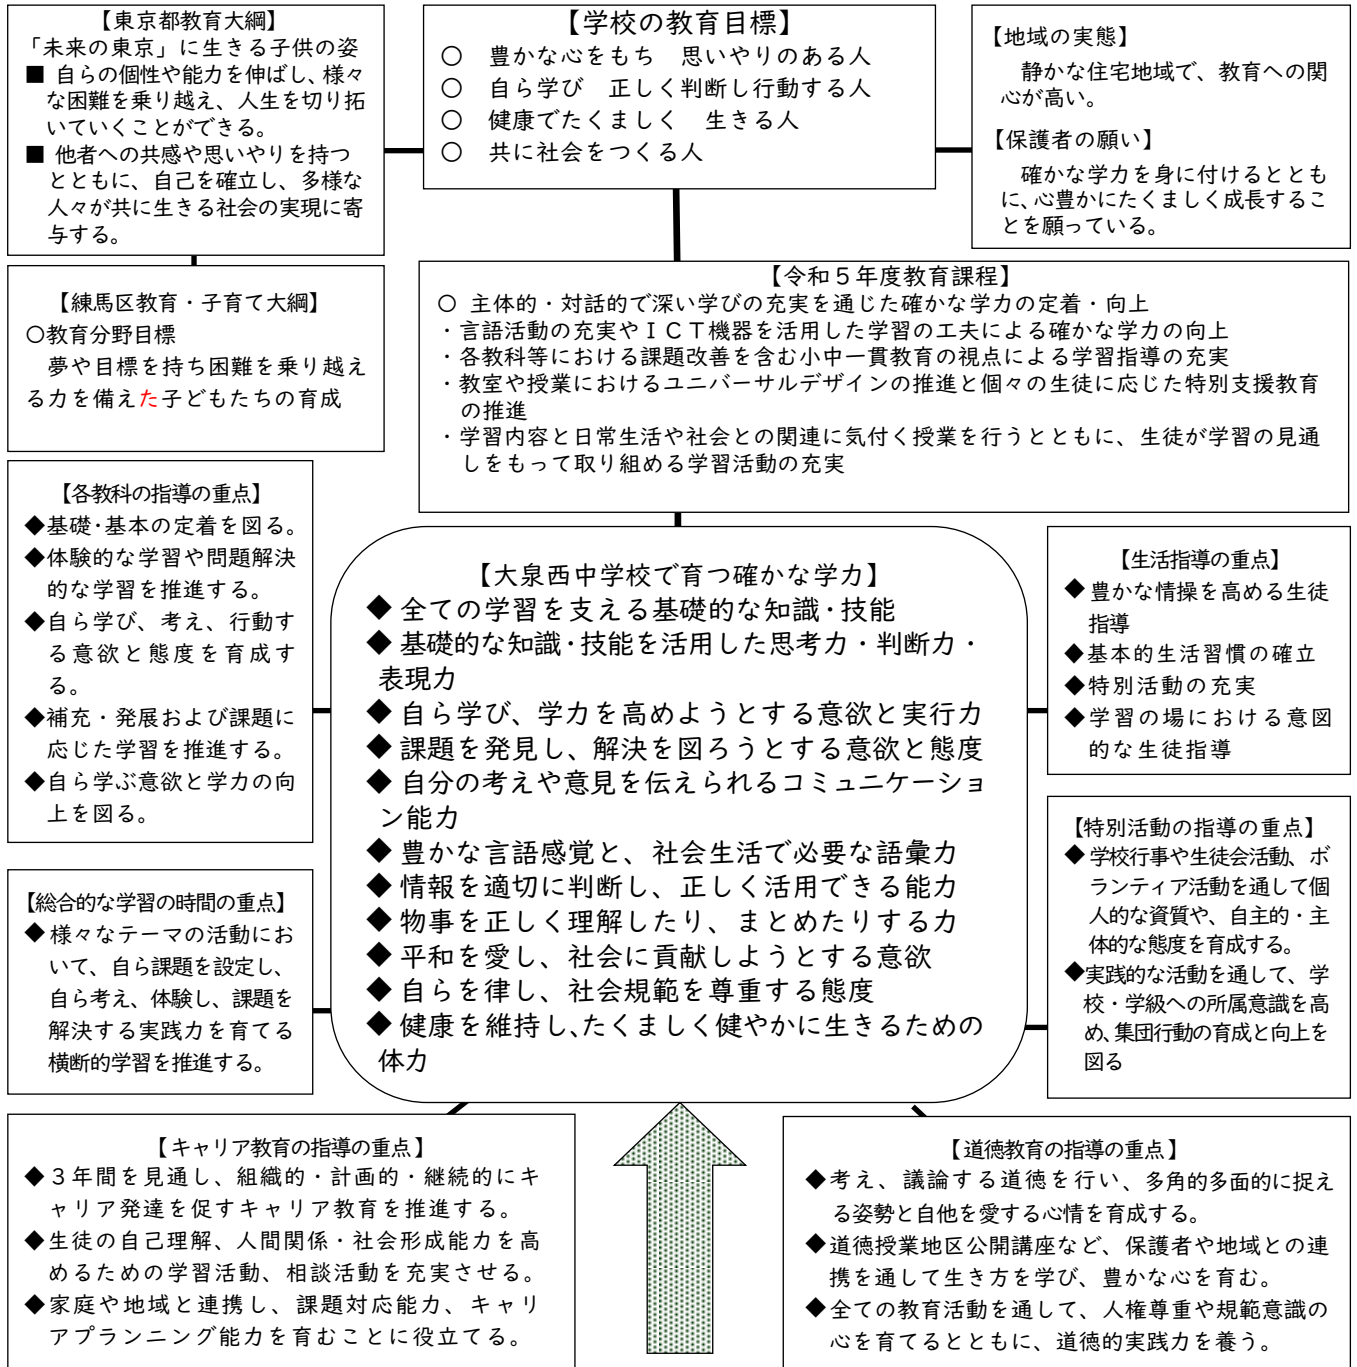 【東京都教育大綱】
「未来の東京」に生きる子供の姿
■ 自らの個性や能力を伸ばし、様々
な困難を乗り越え、人生を切り拓
いていくことができる。
■ 他者への共感や思いやりを持つ
とともに、自己を確立し、多様な
人々が共に生きる社会の実現に寄
与する。
【学校の教育目標】
○ 豊かな心をもち 思いやりのある人
○ 自ら学び 正しく判断し行動する人
○ 健康でたくましく 生きる人
○ 共に社会をつくる人
【地域の実態】
静かな住宅地域で、教育への関
心が高い。
【保護者の願い】
確かな学力を身に付けるととも
に、心豊かにたくましく成長するこ
とを願っている。
【練馬区教育・子育て大綱】
○教育分野目標
夢や目標を持ち困難を乗り越え
る力を備えた子どもたちの育成
【令和５年度教育課程】
○ 主体的・対話的で深い学びの充実を通じた確かな学力の定着・向上
・言語活動の充実やＩＣＴ機器を活用した学習の工夫による確かな学力の向上
・各教科等における課題改善を含む小中一貫教育の視点による学習指導の充実
・教室や授業におけるユニバーサルデザインの推進と個々の生徒に応じた特別支援教育
の推進
・学習内容と日常生活や社会との関連に気付く授業を行うとともに、生徒が学習の見通
しをもって取り組める学習活動の充実
【各教科の指導の重点】
◆基礎・基本の定着を図る。
◆体験的な学習や問題解決
的な学習を推進する。
◆自ら学び、考え、行動す
る意欲と態度を育成す
る。
◆補充・発展および課題に
応じた学習を推進する。
◆自ら学ぶ意欲と学力の向
上を図る。
【大泉西中学校で育つ確かな学力】
◆ 全ての学習を支える基礎的な知識・技能
◆ 基礎的な知識・技能を活用した思考力・判断力・
表現力
◆ 自ら学び、学力を高めようとする意欲と実行力
◆ 課題を発見し、解決を図ろうとする意欲と態度
◆ 自分の考えや意見を伝えられるコミュニケーショ
ン能力
◆ 豊かな言語感覚と、社会生活で必要な語彙力
◆ 情報を適切に判断し、正しく活用できる能力
◆ 物事を正しく理解したり、まとめたりする力
◆ 平和を愛し、社会に貢献しようとする意欲
◆ 自らを律し、社会規範を尊重する態度
◆ 健康を維持し、たくましく健やかに生きるための
体力
【生活指導の重点】
◆ 豊かな情操を高める生徒
指導
◆基本的生活習慣の確立
◆特別活動の充実
◆学習の場における意図
的な生徒指導
【総合的な学習の時間の重点】
◆ 様々なテーマの活動にお
いて、自ら課題を設定し、
自ら考え、体験し、課題を
解決する実践力を育てる
横断的学習を推進する。
【特別活動の指導の重点】
◆ 学校行事や生徒会活動、ボ
ランティア活動を通して個
人的な資質や、自主的・主
体的な態度を育成する。
◆実践的な活動を通して、学
校・学級への所属意識を高
め、集団行動の育成と向上を
図る
【キャリア教育の指導の重点】
◆３年間を見通し、組織的・計画的・継続的にキ
ャリア発達を促すキャリア教育を推進する。
◆生徒の自己理解、人間関係・社会形成能力を高
めるための学習活動、相談活動を充実させる。
◆家庭や地域と連携し、課題対応能力、キャリ
アプランニング能力を育むことに役立てる。
【道徳教育の指導の重点】
◆考え、議論する道徳を行い、多角的多面的に捉え
る姿勢と自他を愛する心情を育成する。
◆道徳授業地区公開講座など、保護者や地域との連
携を通して生き方を学び、豊かな心を育む。
◆全ての教育活動を通して、人権尊重や規範意識の
心を育てるとともに、道徳的実践力を養う。